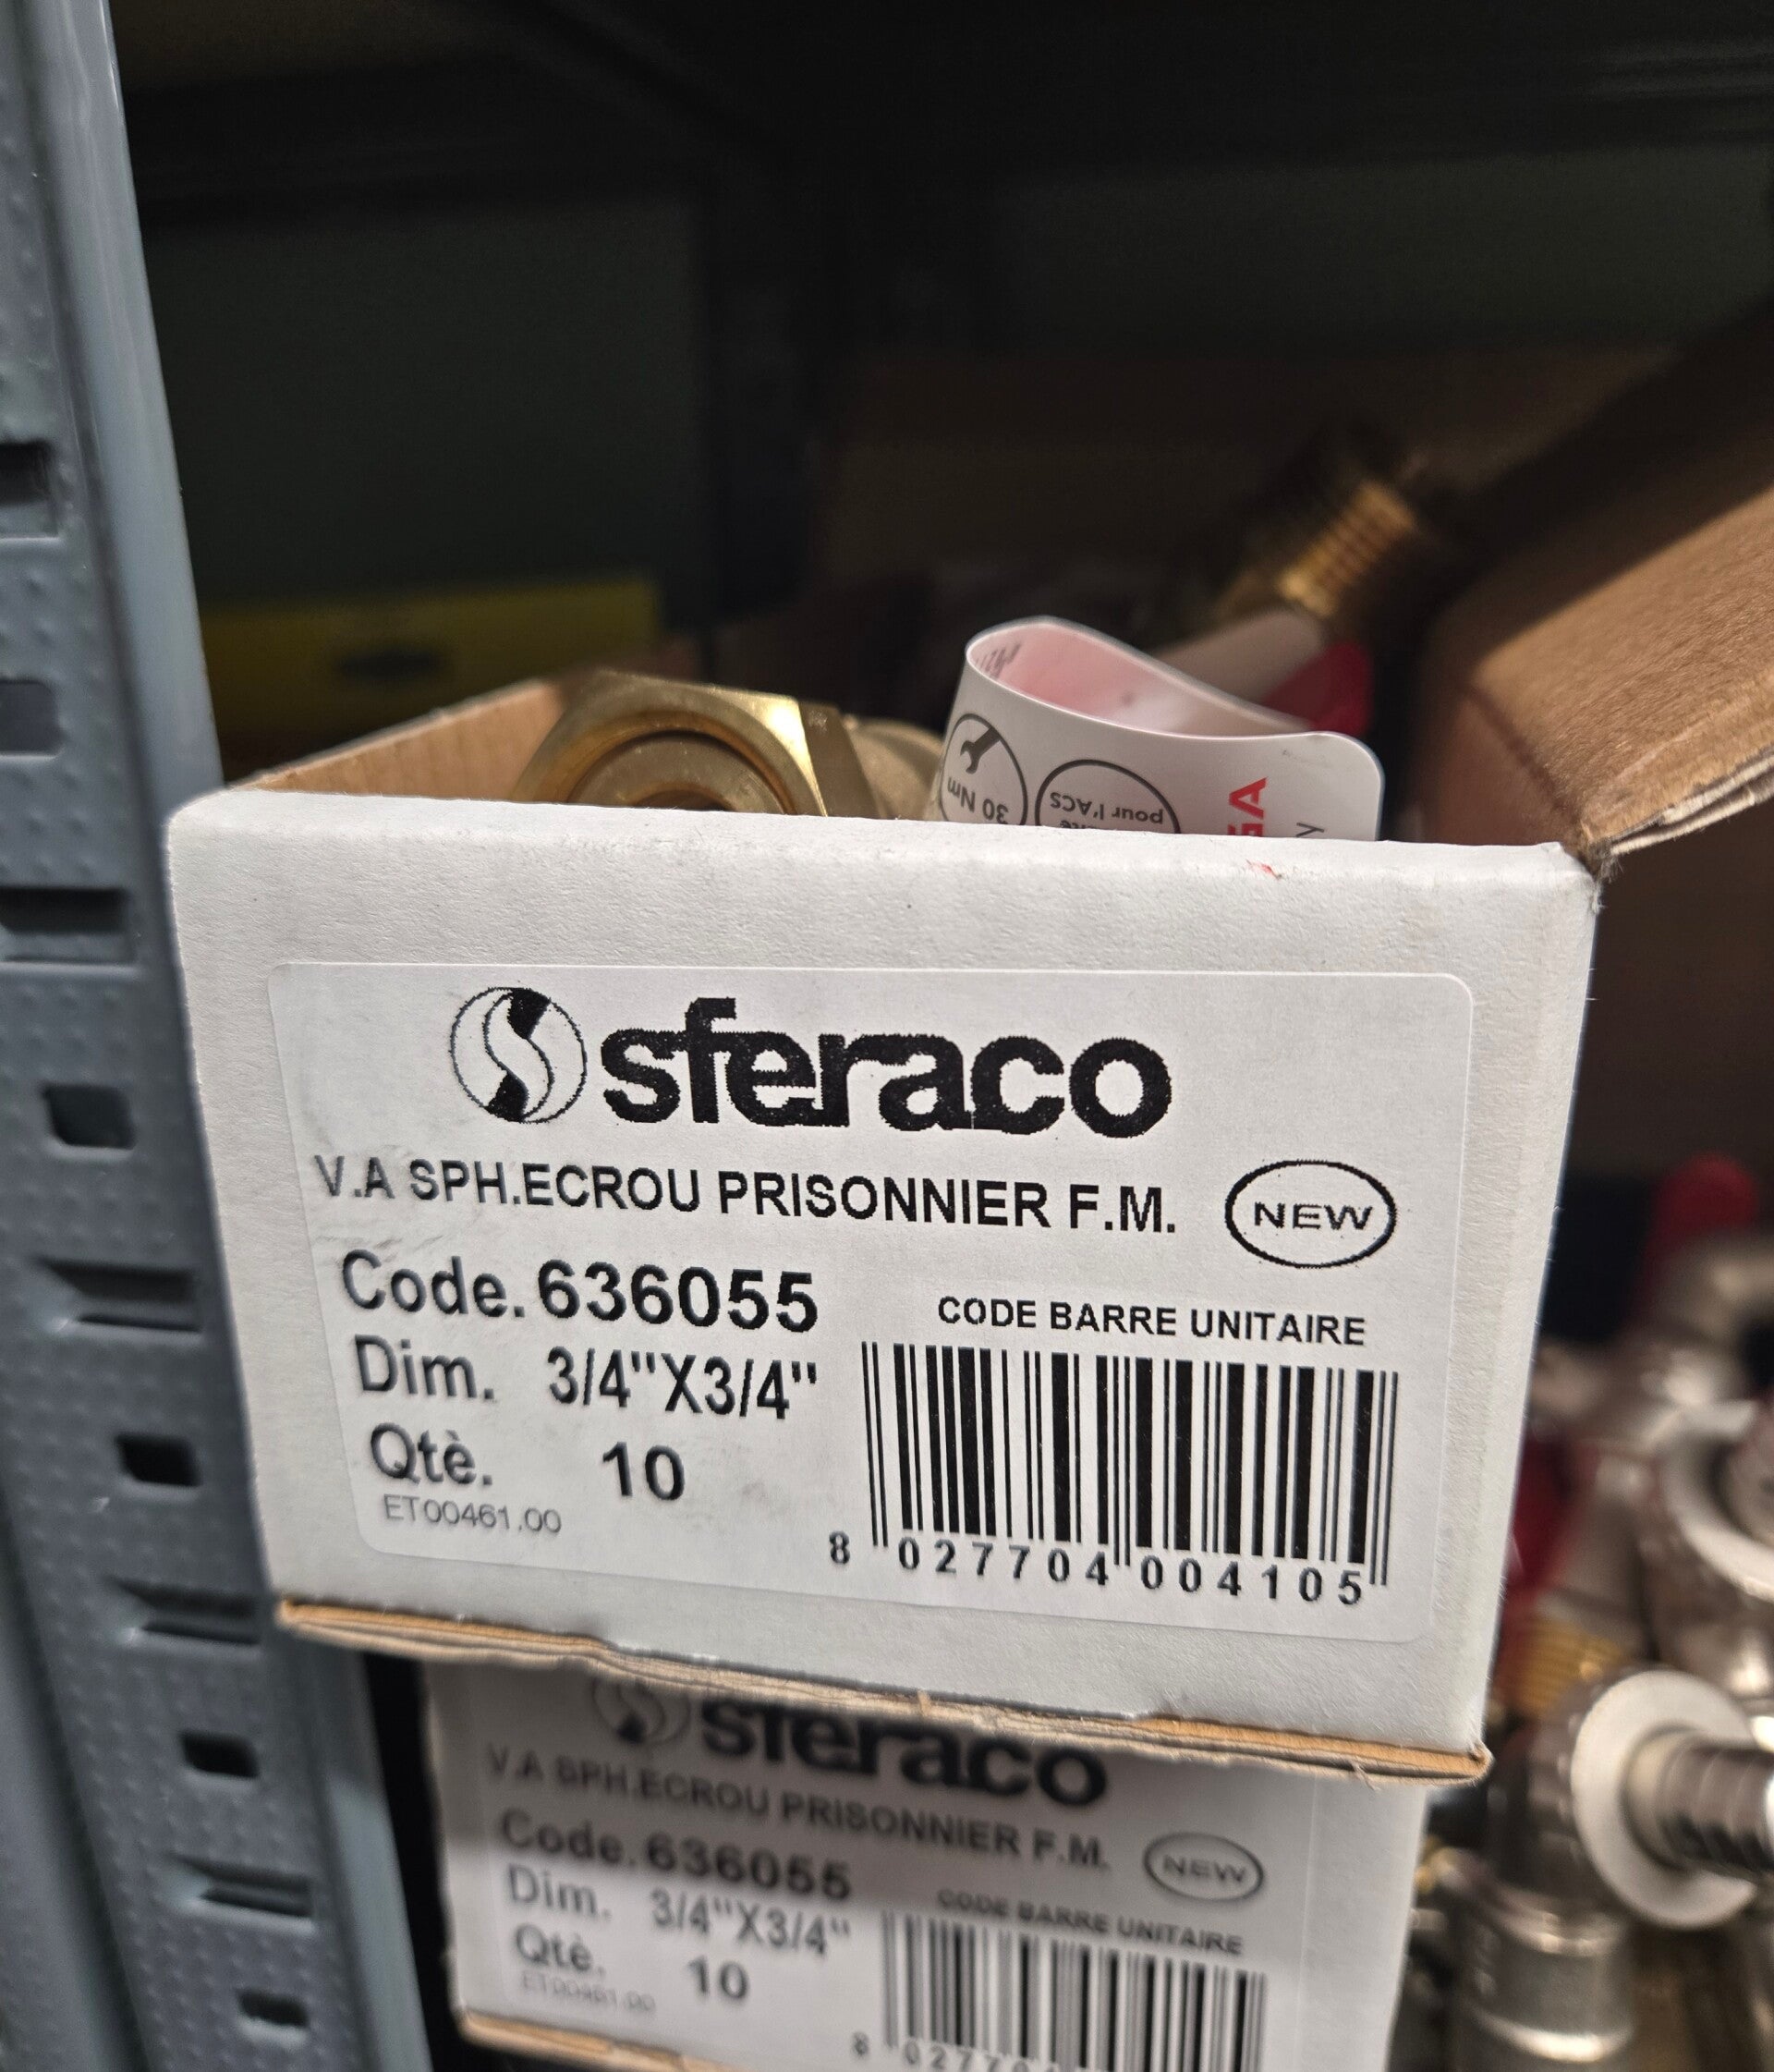 30 Nm
pour l'ACS
sferaco
V.A SPH.ECROU PRISONNIER F.M.
NEW
Code. 636055
CODE BARRE UNITAIRE
Dim. 3/4"X3/4"
Qtè. 10
ET00461.00
8 027704 004105
sferaco
V.A SPH.ECROU PRISONNIER F.M.
NEW
Code. 636055
CODE BARRE UNITAIRE
Dim. 3/4"X3/4"
Qtè. 10
ET00461.00